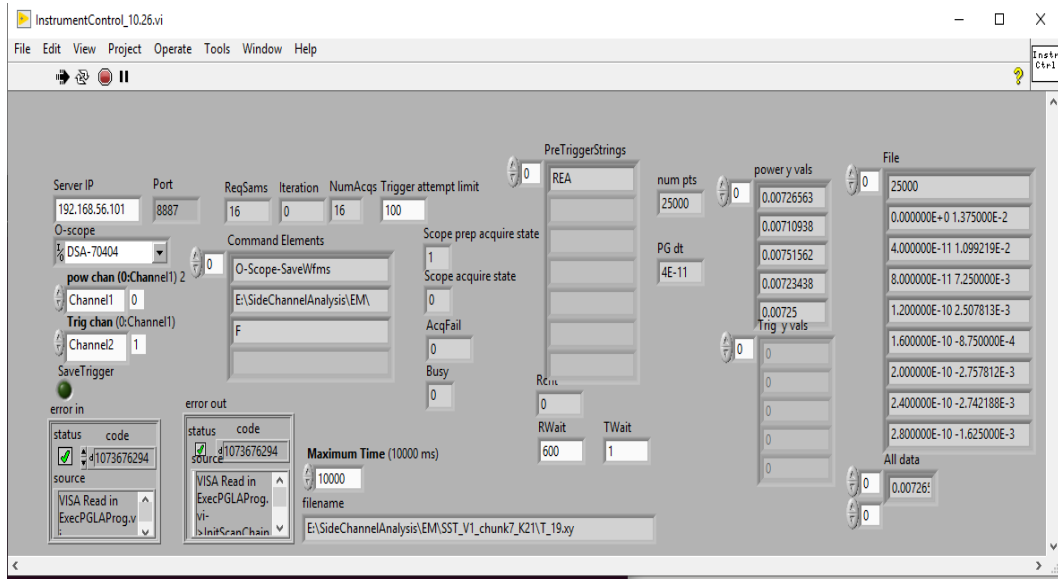 InstrumentControl_10.26.vi
File Edit View Project Operate Tools Window Help
Instr
Ctrl
Server IP
192.168.56.101
Port
8887
ReqSams
16
Iteration
0
NumAcqs
16
Trigger attempt limit
100
O-scope
DSA-70404
pow chan (0:Channel1) 2
Channel1 0
Trig chan (0:Channel1)
Channel2 1
SaveTrigger
Command Elements
0
O-Scope-SaveWfms
E:\SideChannelAnalysis\EM\
F
Scope prep acquire state
1
Scope acquire state
0
AcqFail
0
Busy
0
PreTriggerStrings
0
REA
0
RWait
600
TWait
1
num pts
25000
PG dt
4E-11
power y vals
0
0.00726563
0.00710938
0.00751562
0.00723438
0.00725
Trig y vals
0
0
0
0
0
0
File
0
25000
0.000000E+0 1.375000E-2
4.000000E-11 1.099219E-2
8.000000E-11 7.250000E-3
1.200000E-10 2.507813E-3
1.600000E-10 -8.750000E-4
2.000000E-10 -2.757812E-3
2.400000E-10 -2.742188E-3
2.800000E-10 -1.625000E-3
All data
0
0
error in
status code
d1073676294
source
VISA Read in
ExecPGLAProg.v
error out
status code
d1073676294
source
VISA Read in
ExecPGLAProg.
vi-
>InitScanChain
Maximum Time (10000 ms)
10000
filename
E:\SideChannelAnalysis\EM\SST_V1_chunk7_K21\T_19.xy